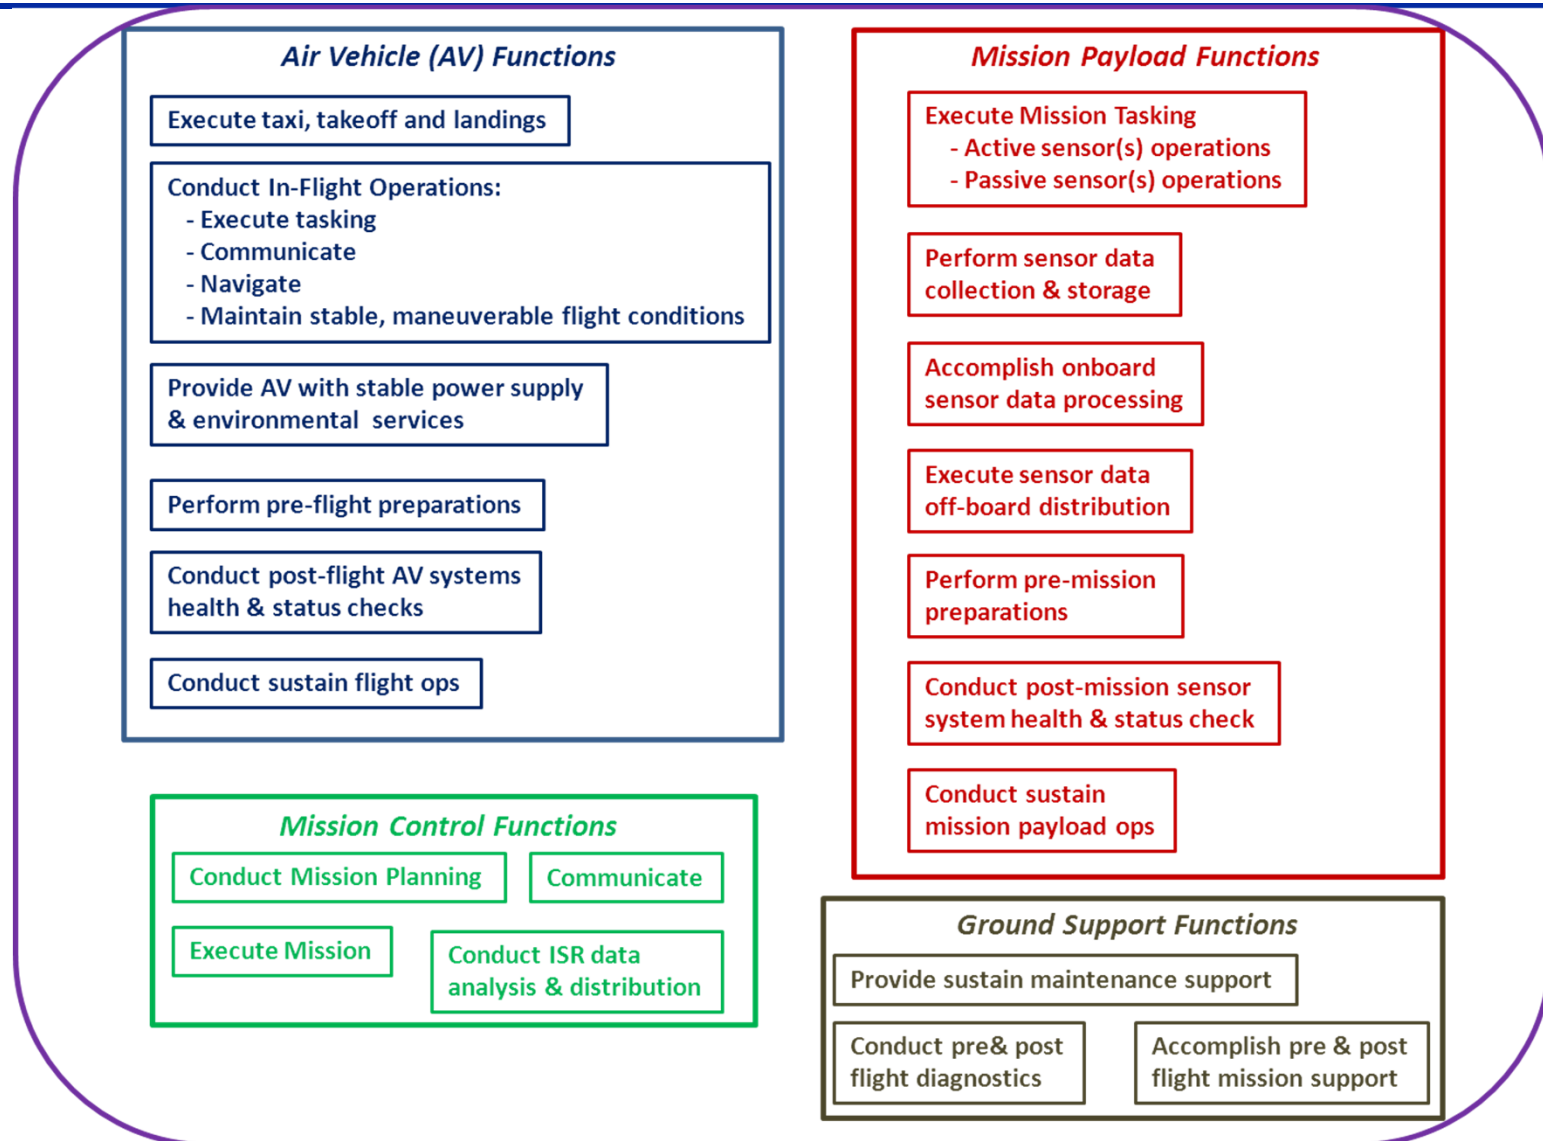 Air Vehicle (AV) Functions
Execute taxi, takeoff and landings
Conduct In-Flight Operations:
- Execute tasking
- Communicate
- Navigate
- Maintain stable, maneuverable flight conditions
Provide AV with stable power supply
& environmental services
Perform pre-flight preparations
Conduct post-flight AV systems
health & status checks
Conduct sustain flight ops
Mission Payload Functions
Execute Mission Tasking
- Active sensor(s) operations
- Passive sensor(s) operations
Perform sensor data
collection & storage
Accomplish onboard
sensor data processing
Execute sensor data
off-board distribution
Perform pre-mission
preparations
Conduct post-mission sensor
system health & status check
Conduct sustain
mission payload ops
Mission Control Functions
Conduct Mission Planning
Communicate
Execute Mission
Conduct ISR data
analysis & distribution
Ground Support Functions
Provide sustain maintenance support
Conduct pre& post
flight diagnostics
Accomplish pre & post
flight mission support